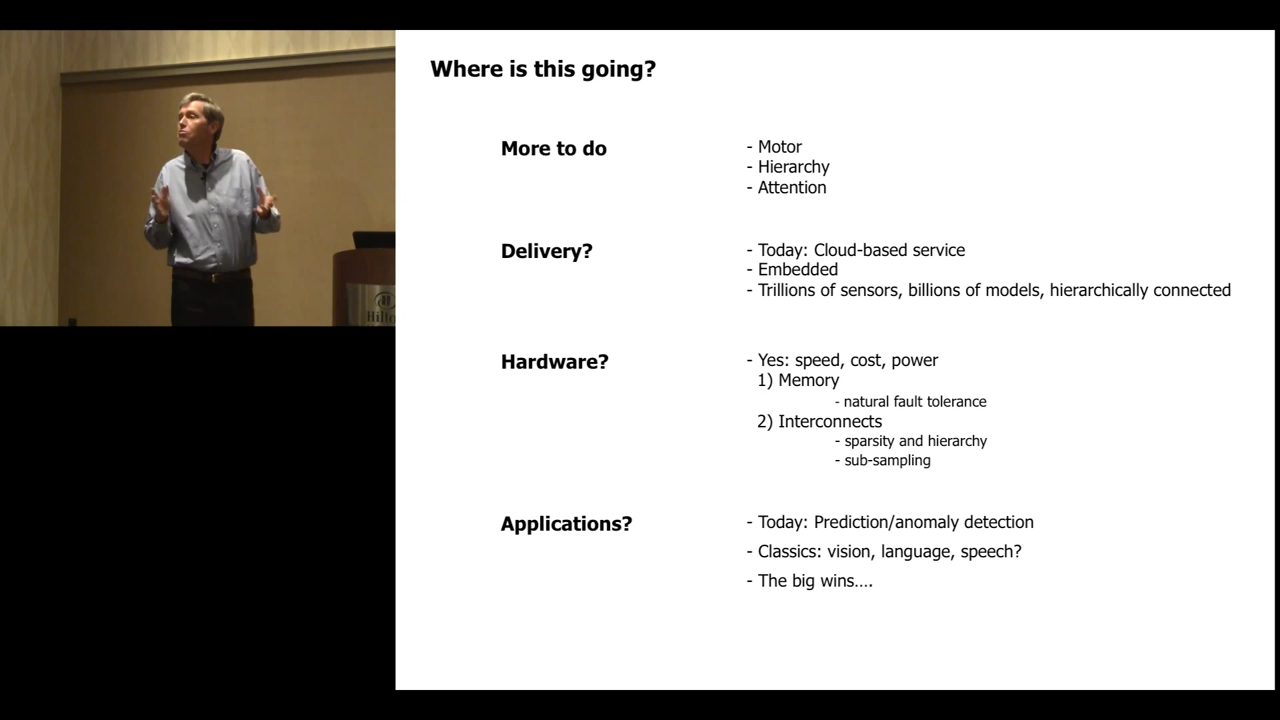 Where is this going?
More to do
- Motor
- Hierarchy
- Attention
Delivery?
- Today: Cloud-based service
- Embedded
- Trillions of sensors, billions of models, hierarchically connected
Hardware?
- Yes: speed, cost, power
1) Memory
- natural fault tolerance
2) Interconnects
- sparsity and hierarchy
- sub-sampling
Applications?
- Today: Prediction/anomaly detection
- Classics: vision, language, speech?
- The big wins....